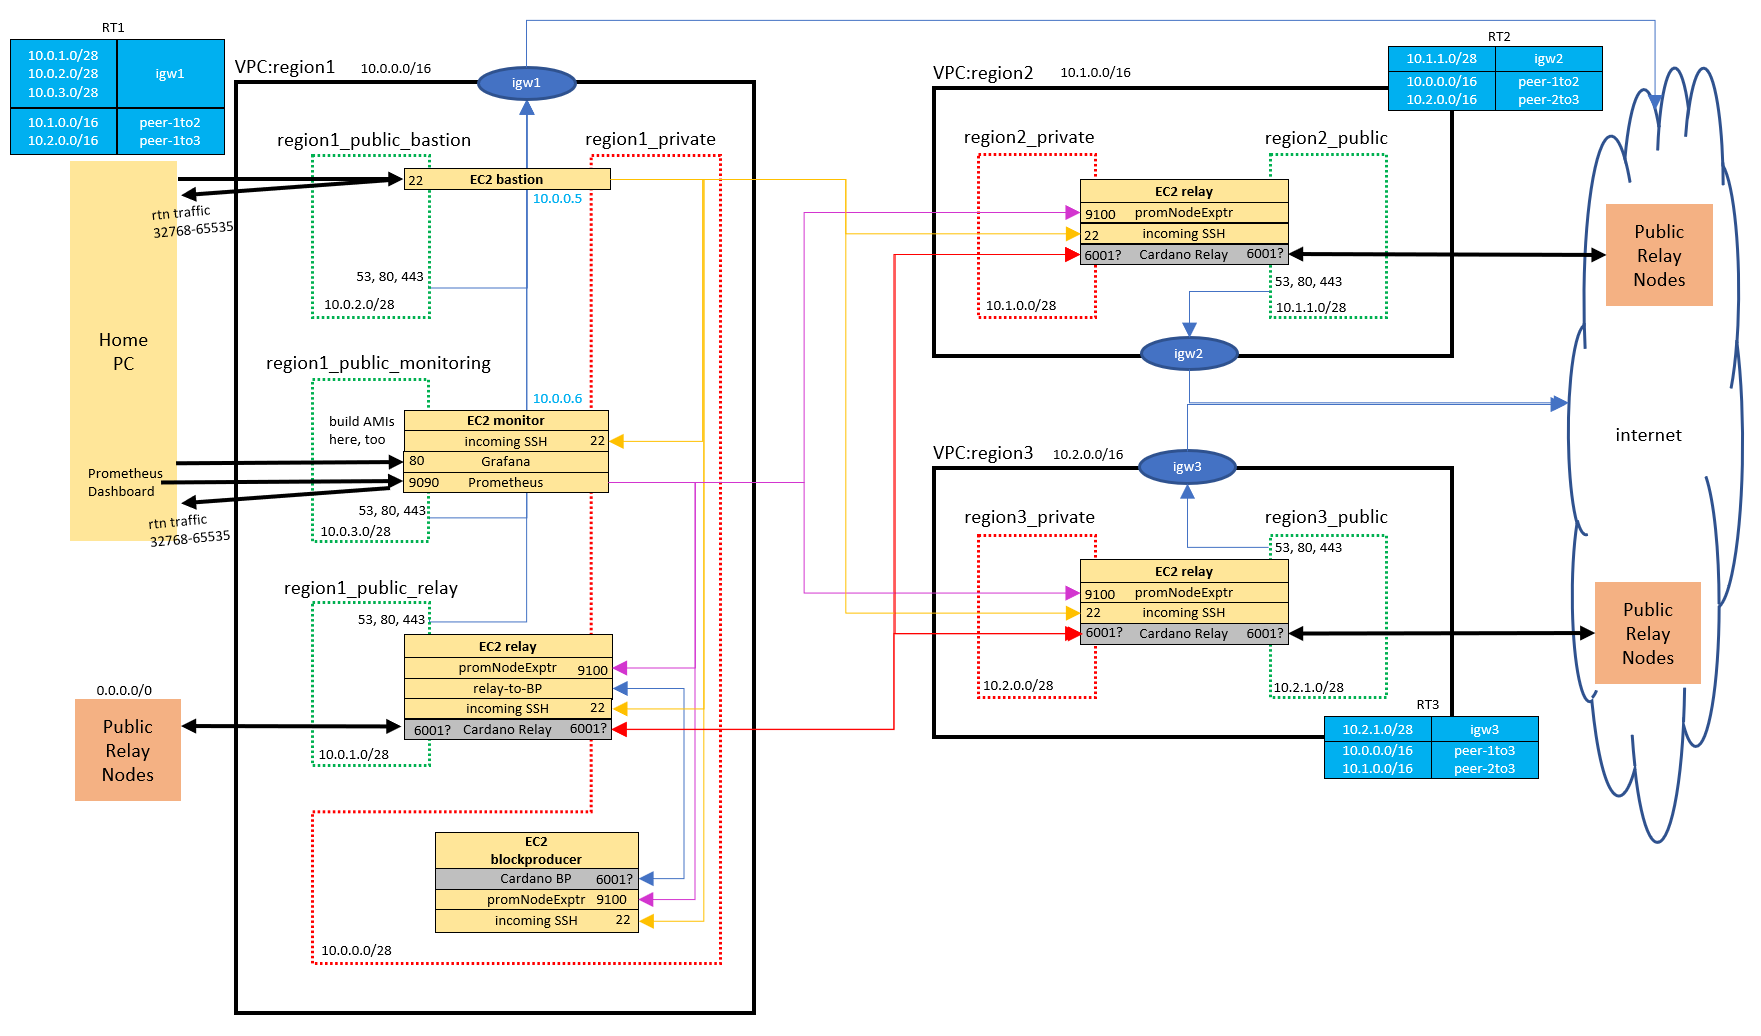 RT1
10.0.1.0/28
10.0.2.0/28
10.0.3.0/28
igw1
10.1.0.0/16
10.2.0.0/16
peer-1to2
peer-1to3
VPC:region1
10.0.0.0/16
igw1
region1_public_bastion
region1_private
22
EC2 bastion
10.0.0.5
rtn traffic
32768-65535
53, 80, 443
10.0.2.0/28
Home
PC
region1_public_monitoring
10.0.0.6
build AMIs
here, too
EC2 monitor
incoming SSH
22
80
Grafana
9090
Prometheus
Prometheus
Dashboard
53, 80, 443
10.0.3.0/28
rtn traffic
32768-65535
region1_public_relay
53, 80, 443
EC2 relay
promNodeExptr
9100
relay-to-BP
incoming SSH
22
6001?
Cardano Relay
6001?
10.0.1.0/28
0.0.0.0/0
Public
Relay
Nodes
EC2
blockproducer
Cardano BP
6001?
promNodeExptr
9100
incoming SSH
22
10.0.0.0/28
VPC:region2
10.1.0.0/16
RT2
10.1.1.0/28
igw2
10.0.0.0/16
10.2.0.0/16
peer-1to2
peer-2to3
region2_private
region2_public
EC2 relay
9100
promNodeExptr
22
incoming SSH
6001?
Cardano Relay
6001?
53, 80, 443
10.1.0.0/28
10.1.1.0/28
igw2
Public
Relay
Nodes
internet
VPC:region3
10.2.0.0/16
igw3
region3_private
region3_public
53, 80, 443
EC2 relay
9100
promNodeExptr
22
incoming SSH
6001?
Cardano Relay
6001?
10.2.0.0/28
10.2.1.0/28
Public
Relay
Nodes
RT3
10.2.1.0/28
igw3
10.0.0.0/16
10.1.0.0/16
peer-1to3
peer-2to3